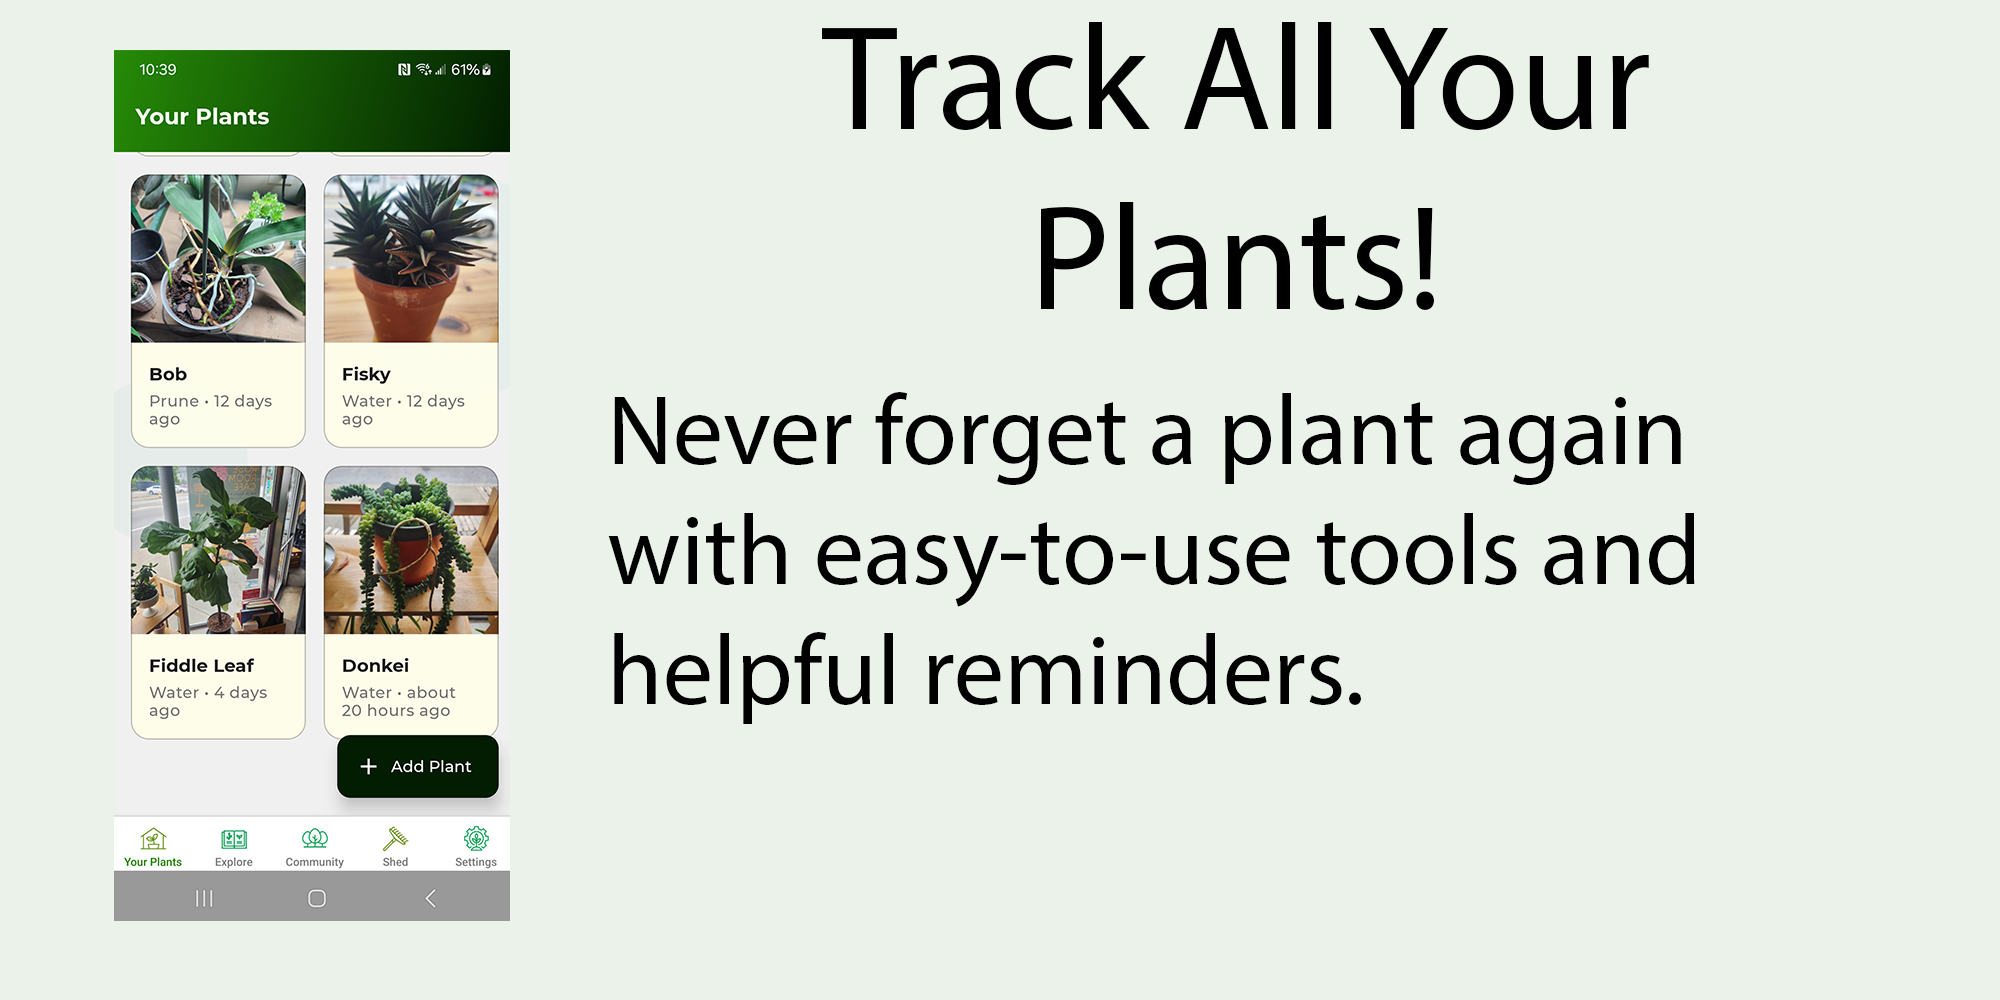 10:39
61%
Your Plants
Bob
Prune • 12 days
ago
Fisky
Water • 12 days
ago
Fiddle Leaf
Water • 4 days
ago
Donkei
Water • about
20 hours ago
+ Add Plant
Your Plants
Explore
Community
Shed
Settings
Track All Your
Plants!
Never forget a plant again
with easy-to-use tools and
helpful reminders.